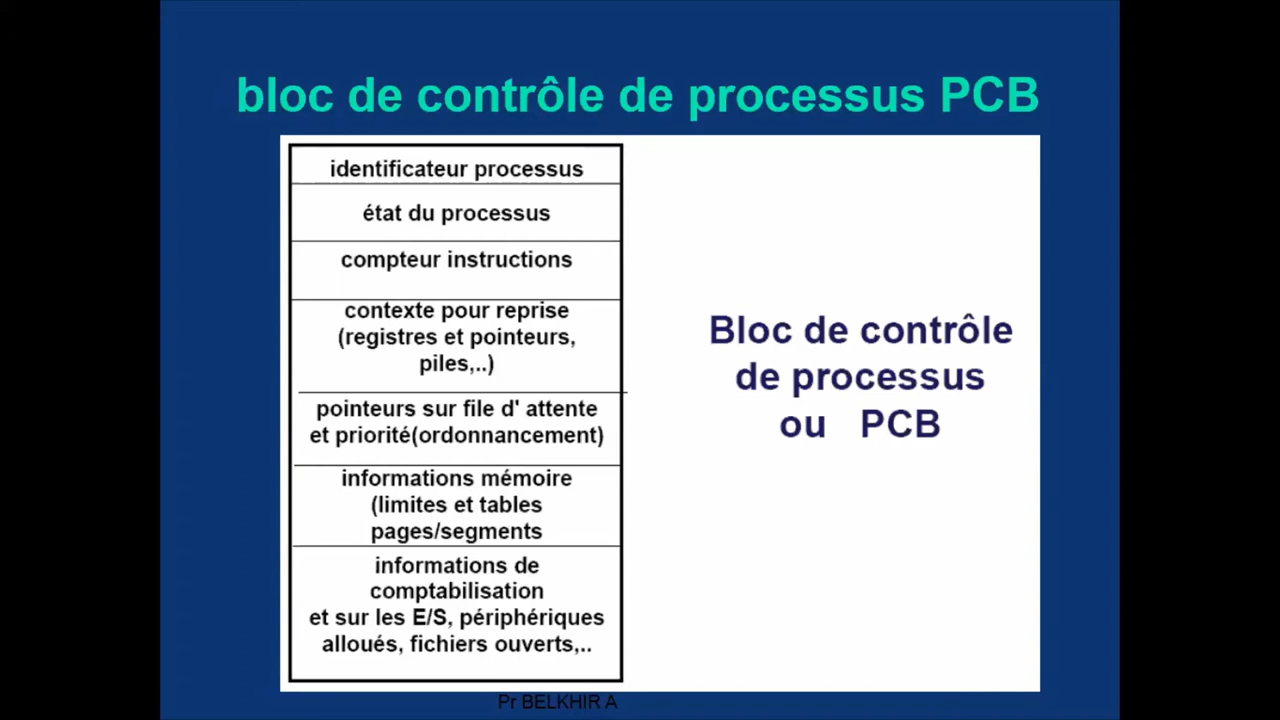 bloc de contrôle de processus PCB
identificateur processus
état du processus
compteur instructions
contexte pour reprise
(registres et pointeurs,
piles,..)
pointeurs sur file d' attente
et priorité(ordonnancement)
informations mémoire
(limites et tables
pages/segments
informations de
comptabilisation
et sur les E/S, périphériques
alloués, fichiers ouverts,..
Bloc de contrôle
de processus
ou PCB
Pr BELKHIR A